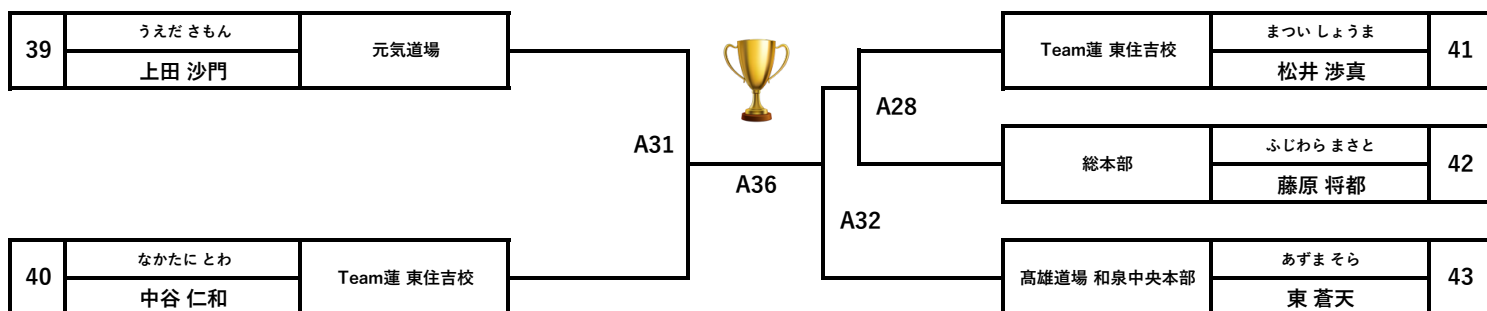 39
うえだ さもん
上田 沙門
元気道場
40
なかたに とわ
中谷 仁和
Team蓮 東住吉校
A31
A36
A28
A32
Team蓮 東住吉校
まつい しょうま
松井 渉真
41
総本部
ふじわら まさと
藤原 将都
42
髙雄道場 和泉中央本部
あずま そら
東 蒼天
43